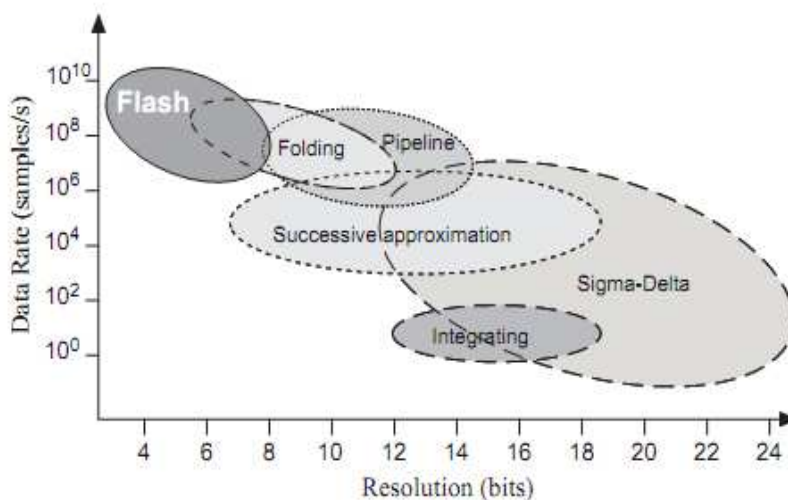 10^10
10^8
10^6
10^4
10^2
10^0
Data Rate (samples/s)
Flash
Folding
Pipeline
Successive approximation
Sigma-Delta
Integrating
4 6 8 10 12 14 16 18 20 22 24
Resolution (bits)